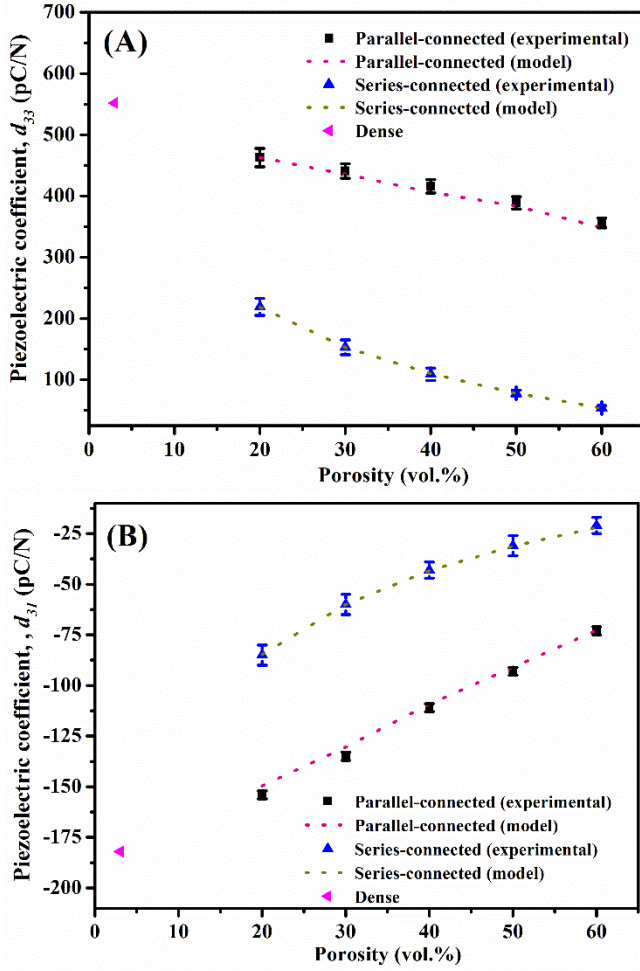 (A)
Parallel-connected (experimental)
Parallel-connected (model)
Series-connected (experimental)
Series-connected (model)
Dense
Piezoelectric coefficient, d33 (pC/N)
700
600
500
400
300
200
100
0
10
20
30
40
50
60
Porosity (vol.%)
(B)
Piezoelectric coefficient, , d31 (pC/N)
-25
-50
-75
-100
-125
-150
-175
-200
Parallel-connected (experimental)
Parallel-connected (model)
Series-connected (experimental)
Series-connected (model)
Dense
0
10
20
30
40
50
60
Porosity (vol.%)